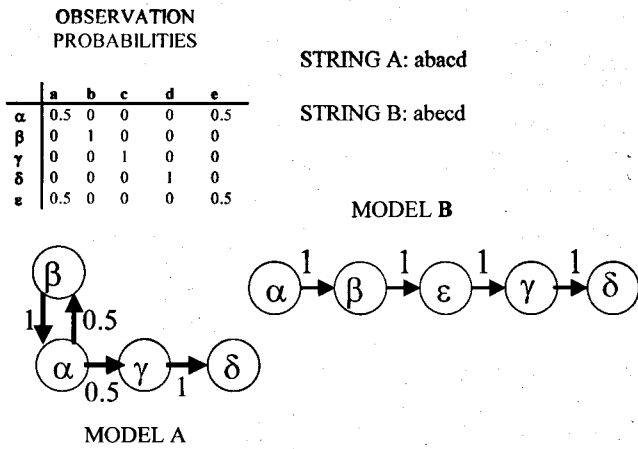 OBSERVATION
PROBABILITIES
a b c d e
α 0.5 0 0 0 0.5
β 0 1 0 0 0
γ 0 0 1 0 0
δ 0 0 0 1 0
ε 0.5 0 0 0 0.5
STRING A: abacd
STRING B: abecd
MODEL B
α 1 β 1 ε 1 γ 1 δ
β
1 0.5
α γ δ
0.5 1
MODEL A